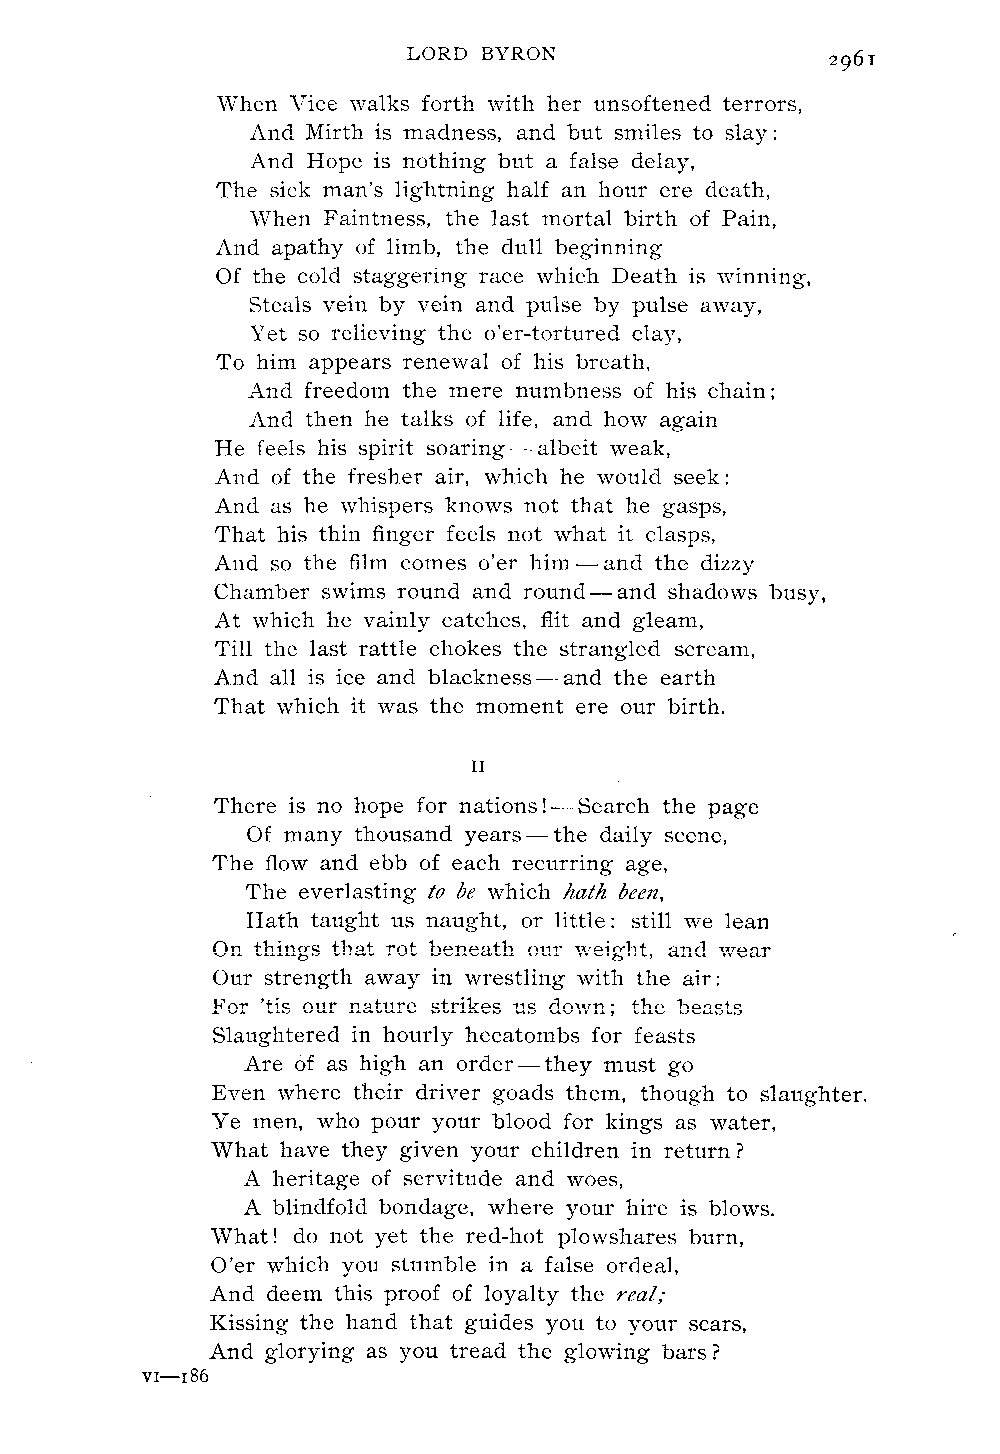 LORD BYRON 2961
When Vice walks forth with her unsoftened terrors,
And Mirth is madness, and but smiles to slay:
And Hope is nothing but a false delay,
The sick man's lightning half an hour ere death,
When Faintness, the last mortal birth of Pain,
And apathy of limb, the dull beginning
Of the cold staggering race which Death is winning,
Steals vein by vein and pulse by pulse away,
Yet so relieving the o'er-tortured clay,
To him appears renewal of his breath,
And freedom the mere numbness of his chain;
And then he talks of life, and how again
He feels his spirit soaring—albeit weak,
And of the fresher air, which he would seek:
And as he whispers knows not that he gasps,
That his thin finger feels not what it clasps,
And so the film comes o'er him—and the dizzy
Chamber swims round and round—and shadows busy,
At which he vainly catches, flit and gleam,
Till the last rattle chokes the strangled scream,
And all is ice and blackness—and the earth
That which it was the moment ere our birth.
II
There is no hope for nations!—Search the page
Of many thousand years—the daily scene,
The flow and ebb of each recurring age,
The everlasting to be which hath been,
Hath taught us naught, or little: still we lean
On things that rot beneath our weight, and wear
Our strength away in wrestling with the air:
For 'tis our nature strikes us down; the beasts
Slaughtered in hourly hecatombs for feasts
Are of as high an order—they must go
Even where their driver goads them, though to slaughter.
Ye men, who pour your blood for kings as water,
What have they given your children in return?
A heritage of servitude and woes,
A blindfold bondage, where your hire is blows.
What! do not yet the red-hot plowshares burn,
O'er which you stumble in a false ordeal,
And deem this proof of loyalty the real;
Kissing the hand that guides you to your scars,
And glorying as you tread the glowing bars?
VI—186